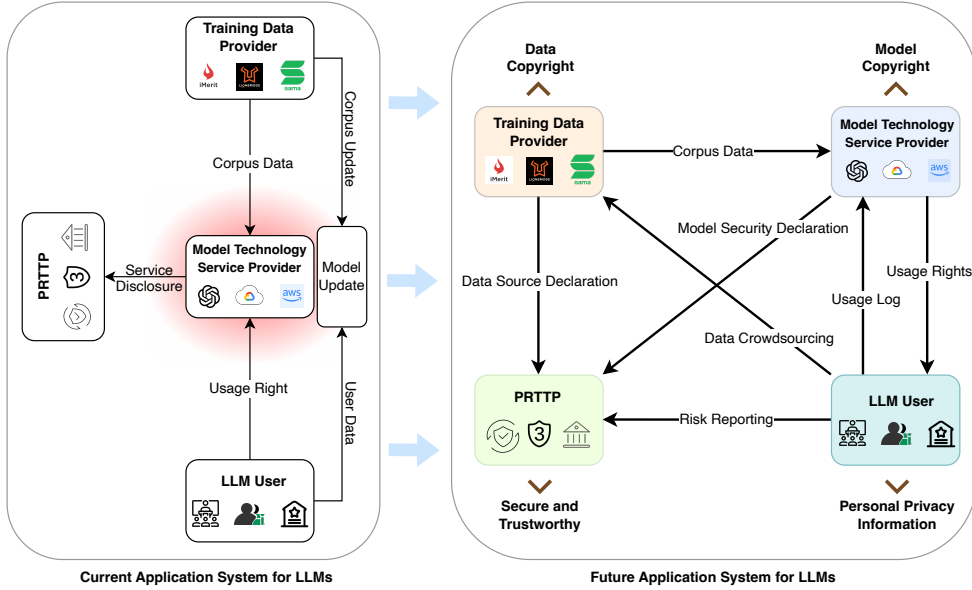 Training Data
Provider
iMerit
LIONBRIDGE
sama
Corpus Update
Corpus Data
PRTTP
3
Service
Disclosure
Model Technology
Service Provider
aws
Model
Update
Usage Right
User Data
LLM User
Current Application System for LLMs
Data
Copyright
Model
Copyright
Training Data
Provider
iMerit
LIONBRIDGE
sama
Corpus Data
Model Technology
Service Provider
aws
Model Security Declaration
Data Source Declaration
Usage Rights
Usage Log
Data Crowdsourcing
PRTTP
3
Risk Reporting
LLM User
Secure and
Trustworthy
Personal Privacy
Information
Future Application System for LLMs